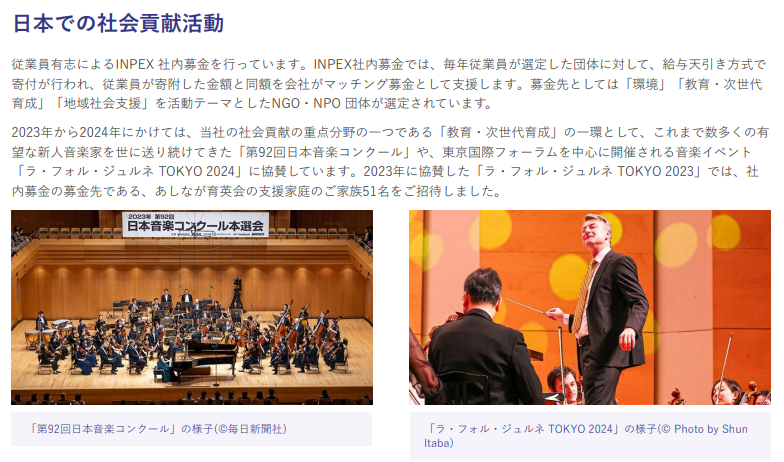 日本での社会貢献活動
従業員有志によるINPEX 社内募金を行っています。INPEX社内募金では、毎年従業員が選定した団体に対して、給与天引き方式で
寄付が行われ、従業員が寄附した金額と同額を会社がマッチング募金として支援します。募金先としては「環境」「教育・次世代
育成」「地域社会支援」を活動テーマとしたNGO・NPO 団体が選定されています。
2023年から2024年にかけては、当社の社会貢献の重点分野の一つである「教育・次世代育成」の一環として、これまで数多くの有
望な新人音楽家を世に送り続けてきた「第92回日本音楽コンクール」や、東京国際フォーラムを中心に開催される音楽イベント
「ラ・フォル・ジュルネ TOKYO 2024」に協賛しています。2023年に協賛した「ラ・フォル・ジュルネ TOKYO 2023」では、社
内募金の募金先である、あしなが育英会の支援家庭のご家族51名をご招待しました。
2023年 第92回
日本音楽コンクール本選会
INPEX
「第92回日本音楽コンクール」の様子(©毎日新聞社)
「ラ・フォル・ジュルネ TOKYO 2024」の様子(© Photo by Shun
Itaba)